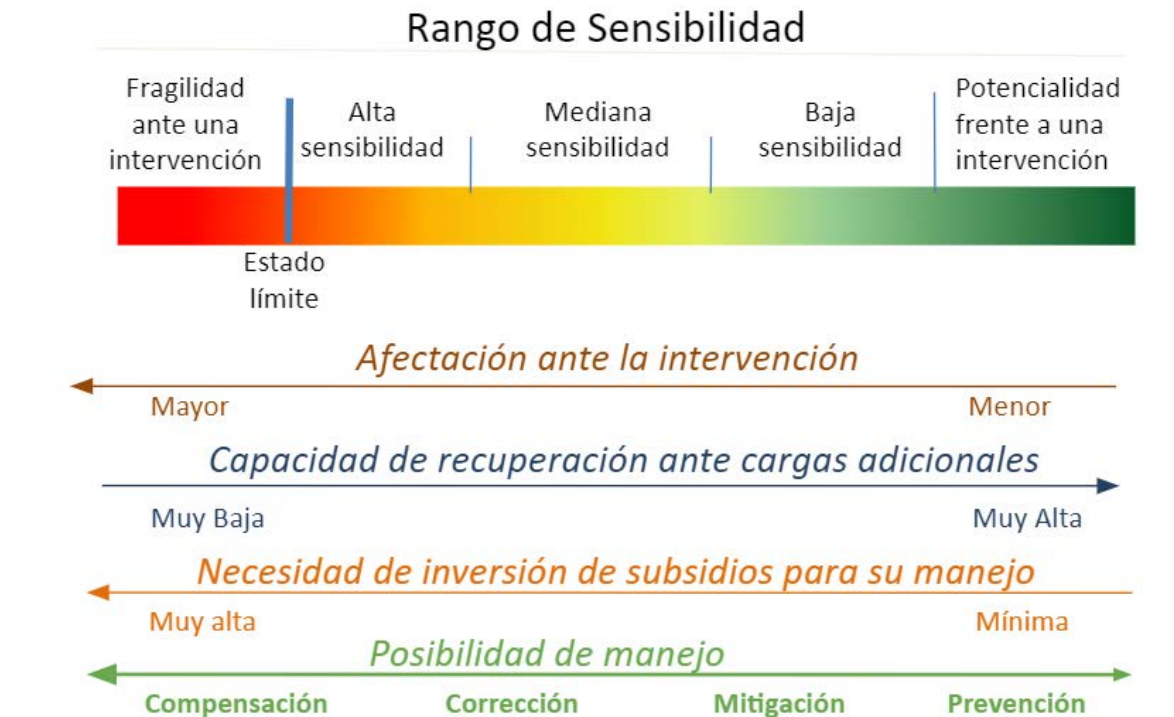 Rango de Sensibilidad
Fragilidad
ante una
intervención
Alta
sensibilidad
Mediana
sensibilidad
Baja
sensibilidad
Potencialidad
frente a una
intervención
Estado
límite
Afectación ante la intervención
Mayor Menor
Capacidad de recuperación ante cargas adicionales
Muy Baja Muy Alta
Necesidad de inversión de subsidios para su manejo
Muy alta Mínima
Posibilidad de manejo
Compensación Corrección Mitigación Prevención